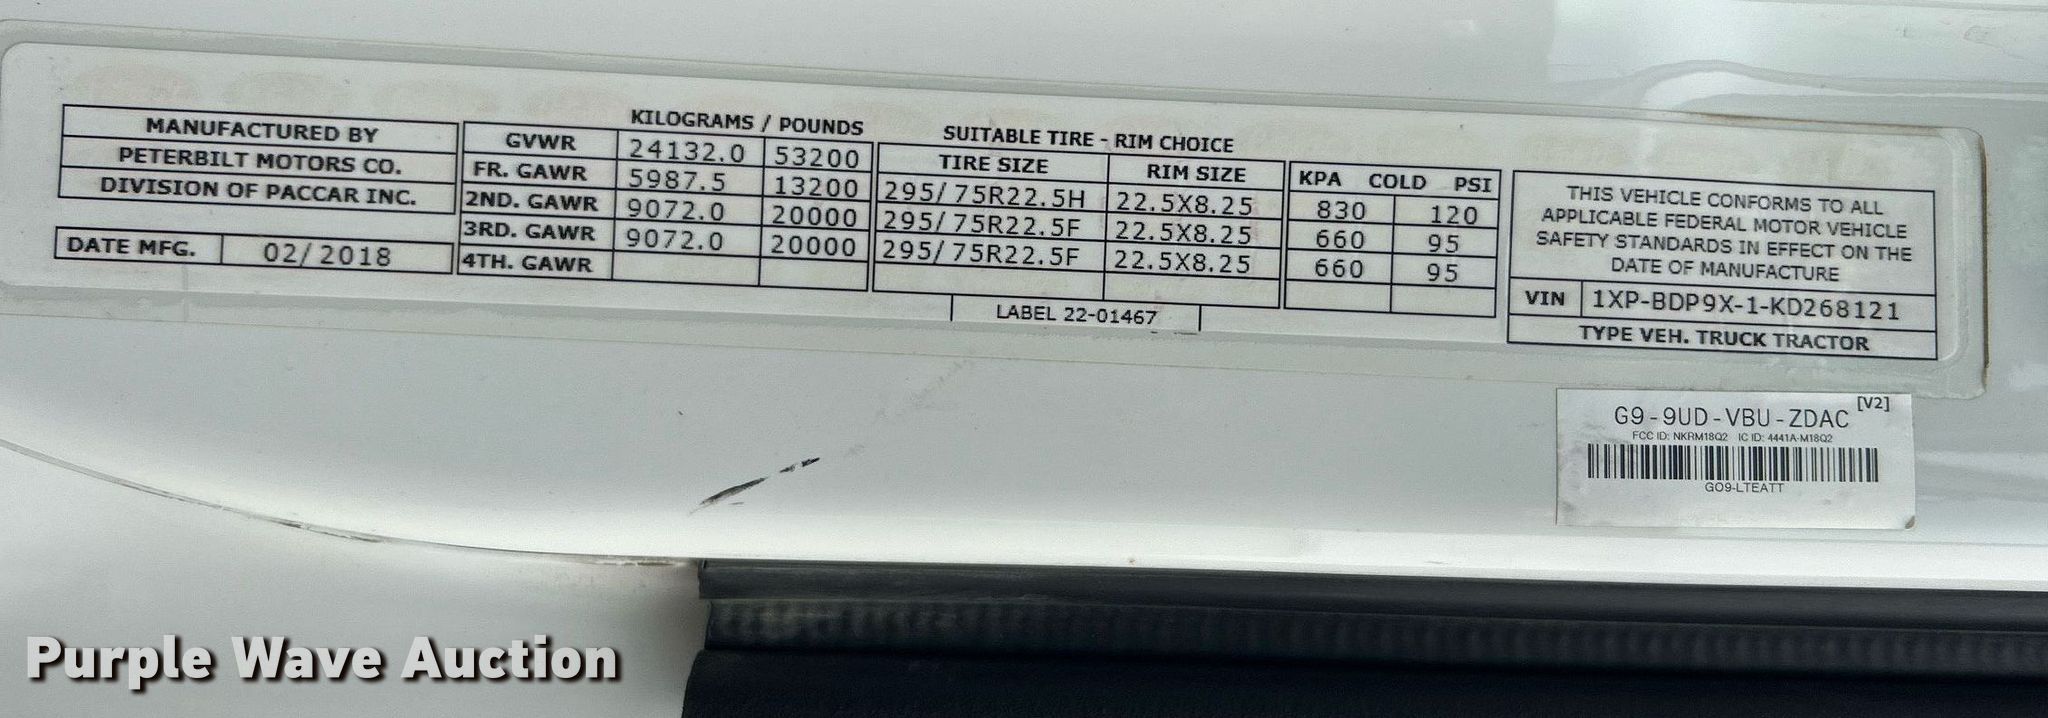 MANUFACTURED BY
PETERBILT MOTORS CO.
DIVISION OF PACCAR INC.
DATE MFG. 02/2018
KILOGRAMS / POUNDS
GVWR 24132.0 53200
FR. GAWR 5987.5 13200
2ND. GAWR 9072.0 20000
3RD. GAWR 9072.0 20000
4TH. GAWR
SUITABLE TIRE - RIM CHOICE
TIRE SIZE RIM SIZE
295/75R22.5H 22.5X8.25
295/75R22.5F 22.5X8.25
295/75R22.5F 22.5X8.25
KPA COLD PSI
830 120
660 95
660 95
LABEL 22-01467
THIS VEHICLE CONFORMS TO ALL
APPLICABLE FEDERAL MOTOR VEHICLE
SAFETY STANDARDS IN EFFECT ON THE
DATE OF MANUFACTURE
VIN 1XP-BDP9X-1-KD268121
TYPE VEH. TRUCK TRACTOR
G9-9UD-VBU-ZDAC [V2]
FCC ID: NKRM18Q2 IC ID: 4441A-M18Q2
GO9-LTEATT
Purple Wave Auction